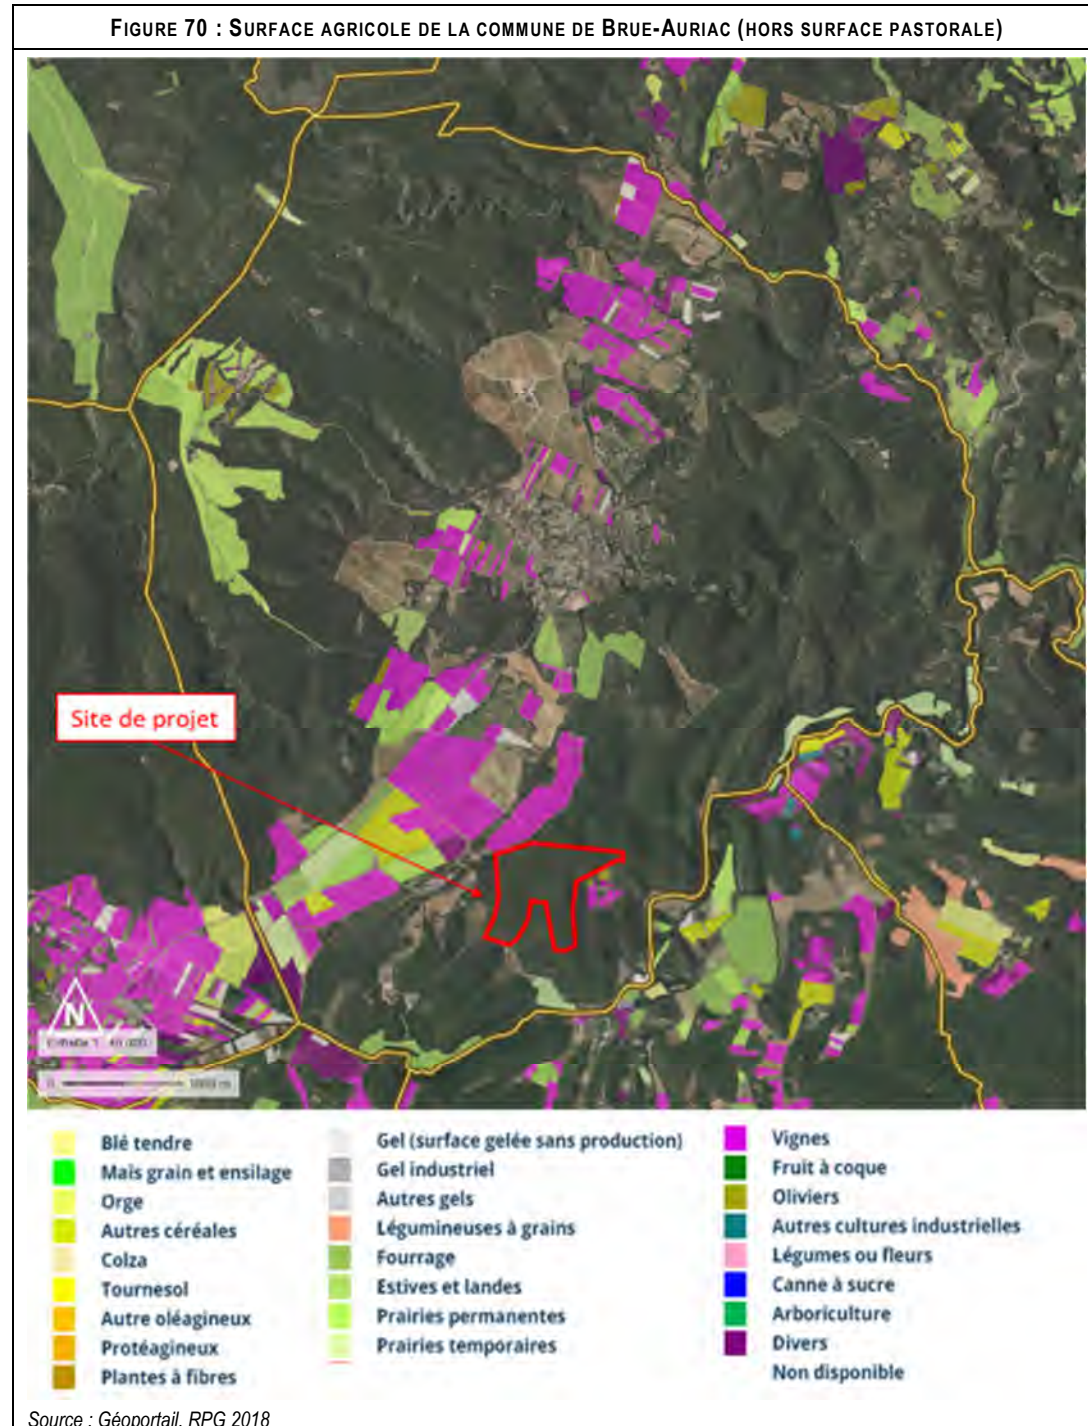 FIGURE 70 : SURFACE AGRICOLE DE LA COMMUNE DE BRUE-AURIAC (HORS SURFACE PASTORALE)
Site de projet
N
0 1000 m
Blé tendre
Maïs grain et ensilage
Orge
Autres céréales
Colza
Tournesol
Autre oléagineux
Protéagineux
Plantes à fibres
Gel (surface gelée sans production)
Gel industriel
Autres gels
Légumineuses à grains
Fourrage
Estives et landes
Prairies permanentes
Prairies temporaires
Vignes
Fruit à coque
Oliviers
Autres cultures industrielles
Légumes ou fleurs
Canne à sucre
Arboriculture
Divers
Non disponible
Source : Géoportail, RPG 2018